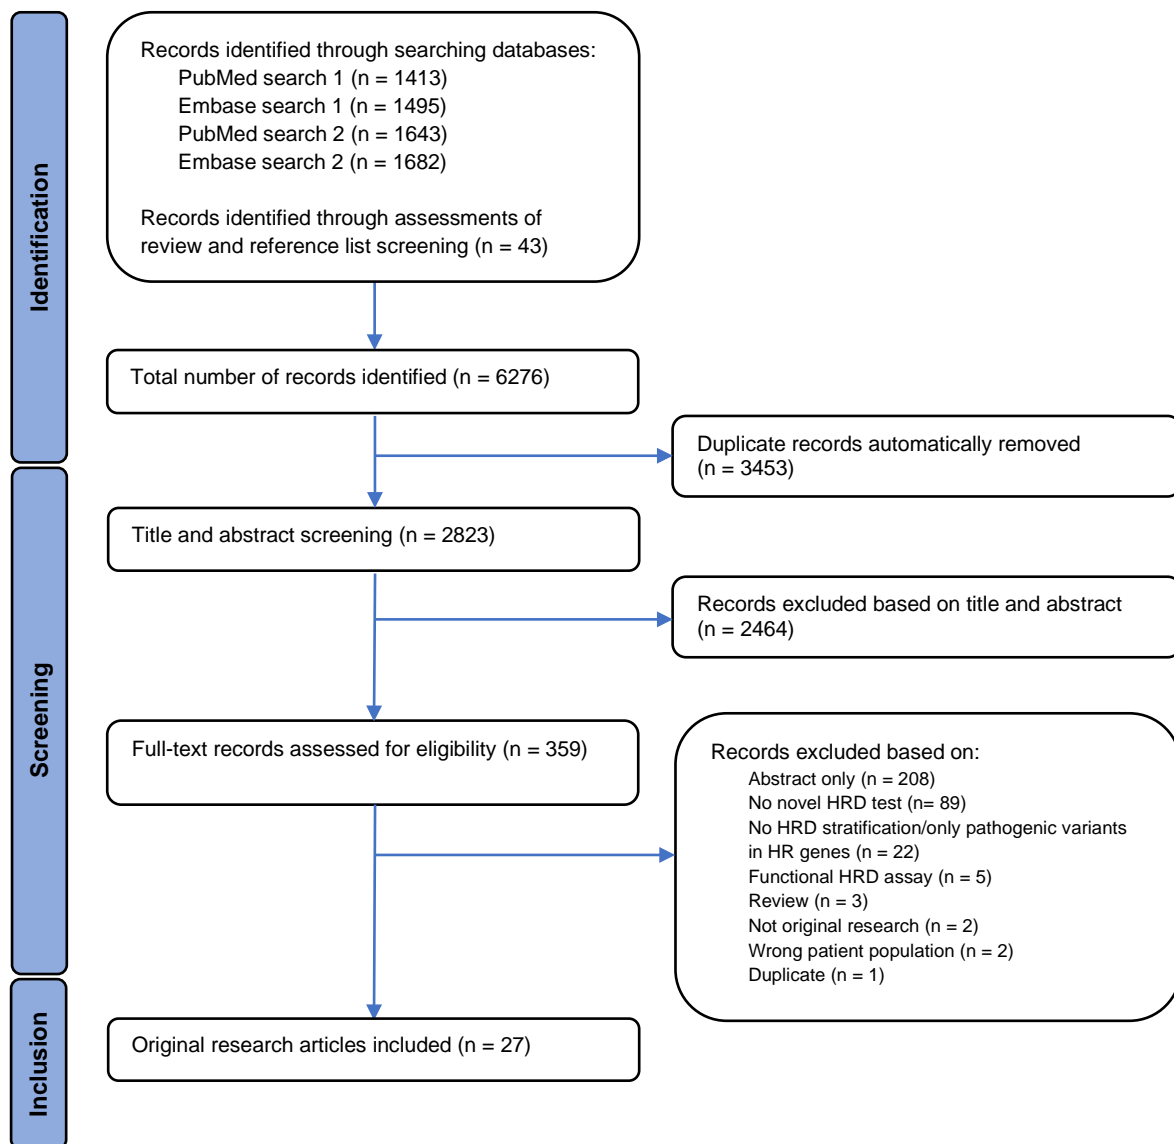 Identification
Records identified through searching databases:
PubMed search 1 (n = 1413)
Embase search 1 (n = 1495)
PubMed search 2 (n = 1643)
Embase search 2 (n = 1682)
Records identified through assessments of
review and reference list screening (n = 43)
Total number of records identified (n = 6276)
Duplicate records automatically removed
(n = 3453)
Screening
Title and abstract screening (n = 2823)
Records excluded based on title and abstract
(n = 2464)
Full-text records assessed for eligibility (n = 359)
Records excluded based on:
Abstract only (n = 208)
No novel HRD test (n= 89)
No HRD stratification/only pathogenic variants
in HR genes (n = 22)
Functional HRD assay (n = 5)
Review (n = 3)
Not original research (n = 2)
Wrong patient population (n = 2)
Duplicate (n = 1)
Inclusion
Original research articles included (n = 27)